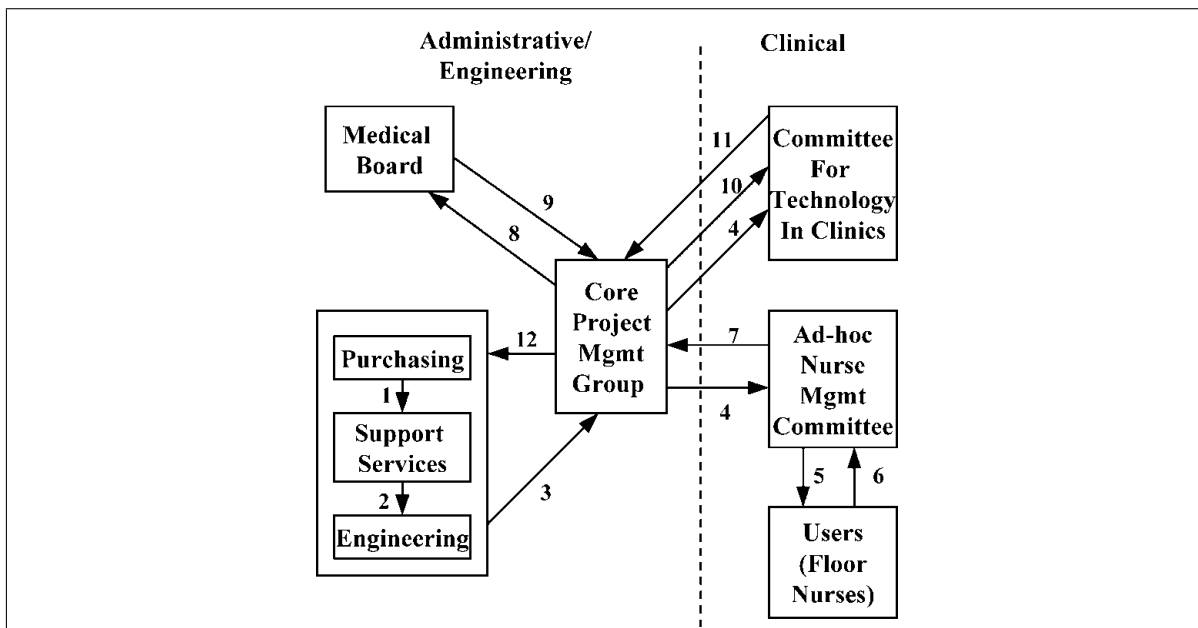 Administrative/
Engineering
Clinical
Medical
Board
9
8
11
10
4
Committee
For
Technology
In Clinics
Core
Project
Mgmt
Group
12
3
7
4
Purchasing
1
Support
Services
2
Engineering
Ad-hoc
Nurse
Mgmt
Committee
5
6
Users
(Floor
Nurses)